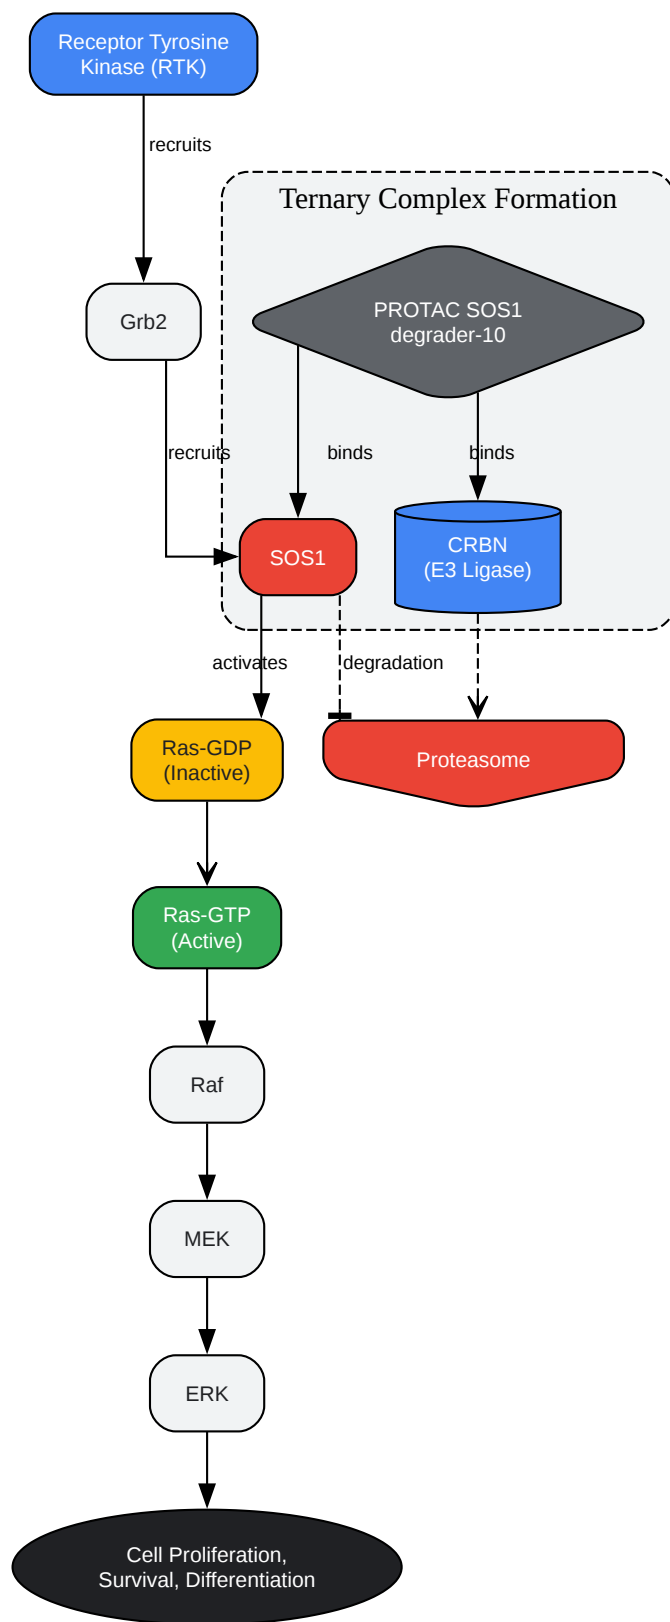 Receptor Tyrosine
Kinase (RTK)
recruits
Ternary Complex Formation
PROTAC SOS1
degrader-10
Grb2
recruits
binds
binds
SOS1
CRBN
(E3 Ligase)
activates
degradation
Ras-GDP
(Inactive)
Proteasome
Ras-GTP
(Active)
Raf
MEK
ERK
Cell Proliferation,
Survival, Differentiation